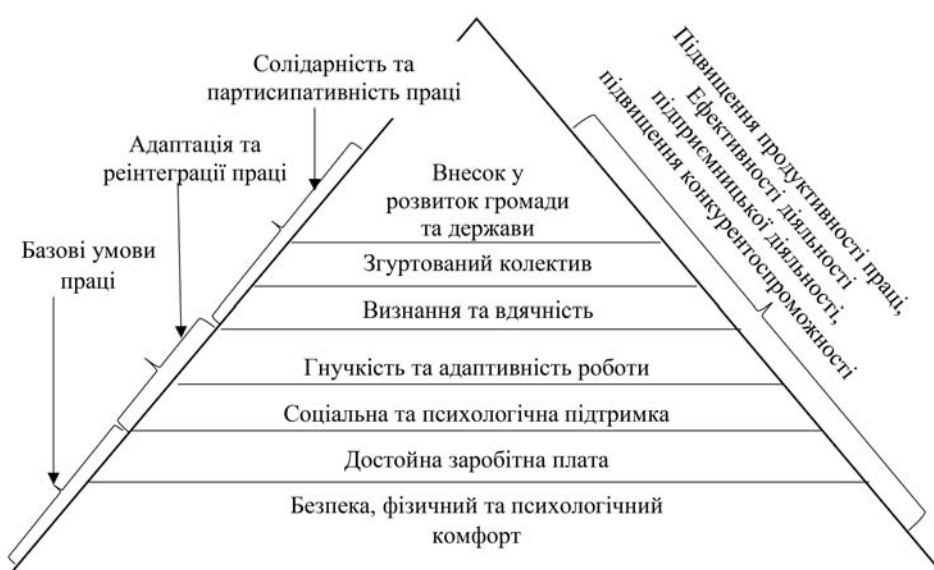 Солідарність та
партисипативність праці
Адаптація та
реінтеграції праці
Базові умови
праці
Внесок у
розвиток громади
та держави
Згуртований колектив
Визнання та вдячність
Гнучкість та адаптивність роботи
Соціальна та психологічна підтримка
Достойна заробітна плата
Безпека, фізичний та психологічний
комфорт
Підвищення продуктивності праці,
Ефективності діяльності
підприємницької діяльності,
підвищення конкурентоспроможності